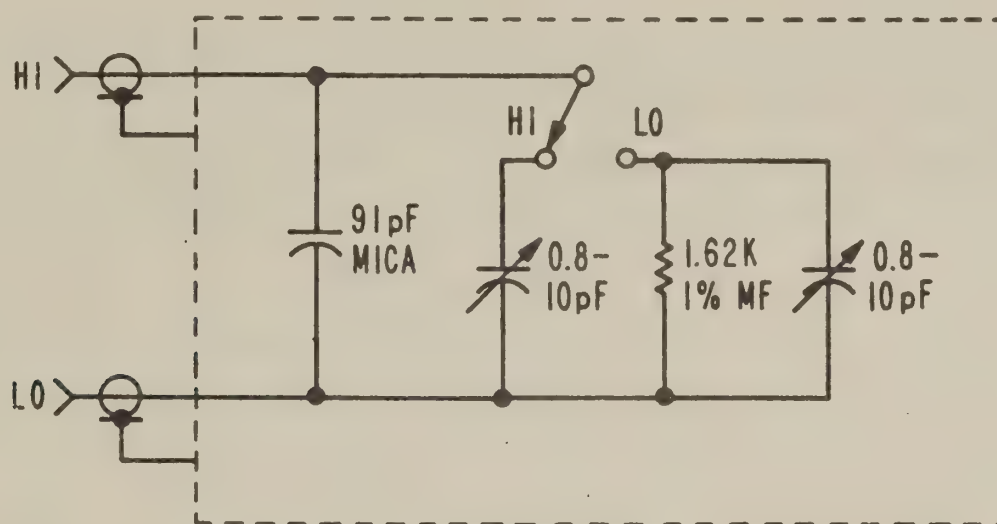 HI
HI
LO
91pF
MICA
0.8-
10pF
1.62K
1% MF
0.8-
10pF
LO